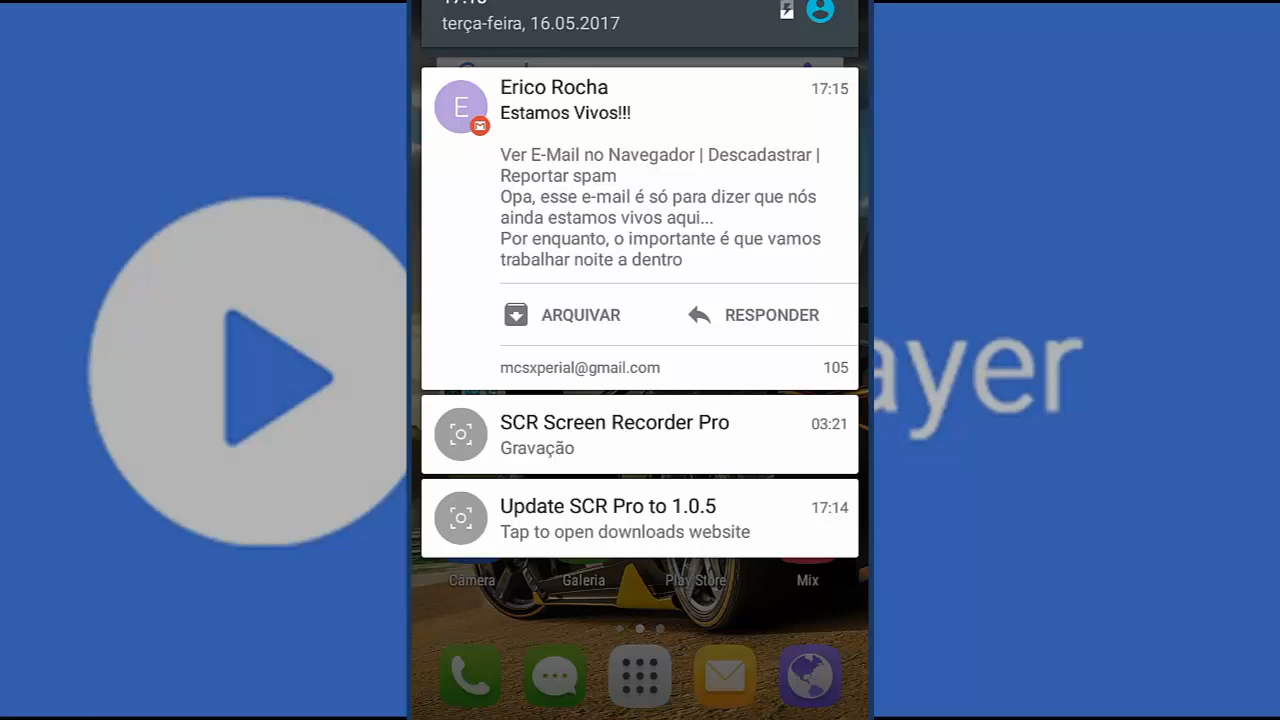 terça-feira, 16.05.2017
Erico Rocha
17:15
Estamos Vivos!!!
Ver E-Mail no Navegador | Descadastrar |
Reportar spam
Opa, esse e-mail é só para dizer que nós
ainda estamos vivos aqui...
Por enquanto, o importante é que vamos
trabalhar noite a dentro
ARQUIVAR
RESPONDER
mcsxperial@gmail.com
105
SCR Screen Recorder Pro
03:21
Gravação
Update SCR Pro to 1.0.5
17:14
Tap to open downloads website
Câmera
Galeria
Play Store
Mix
ayer